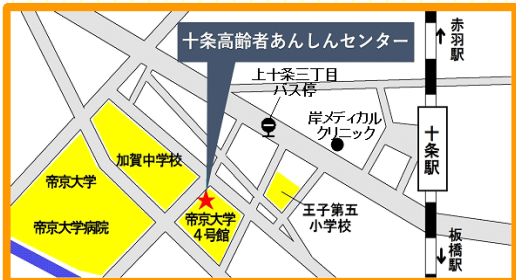 十条高齢者あんしんセンター
赤羽駅
上十条三丁目
バス停
岸メディカル
クリニック
十条駅
加賀中学校
帝京大学
帝京大学病院
帝京大学
4号館
王子第五
小学校
板橋駅